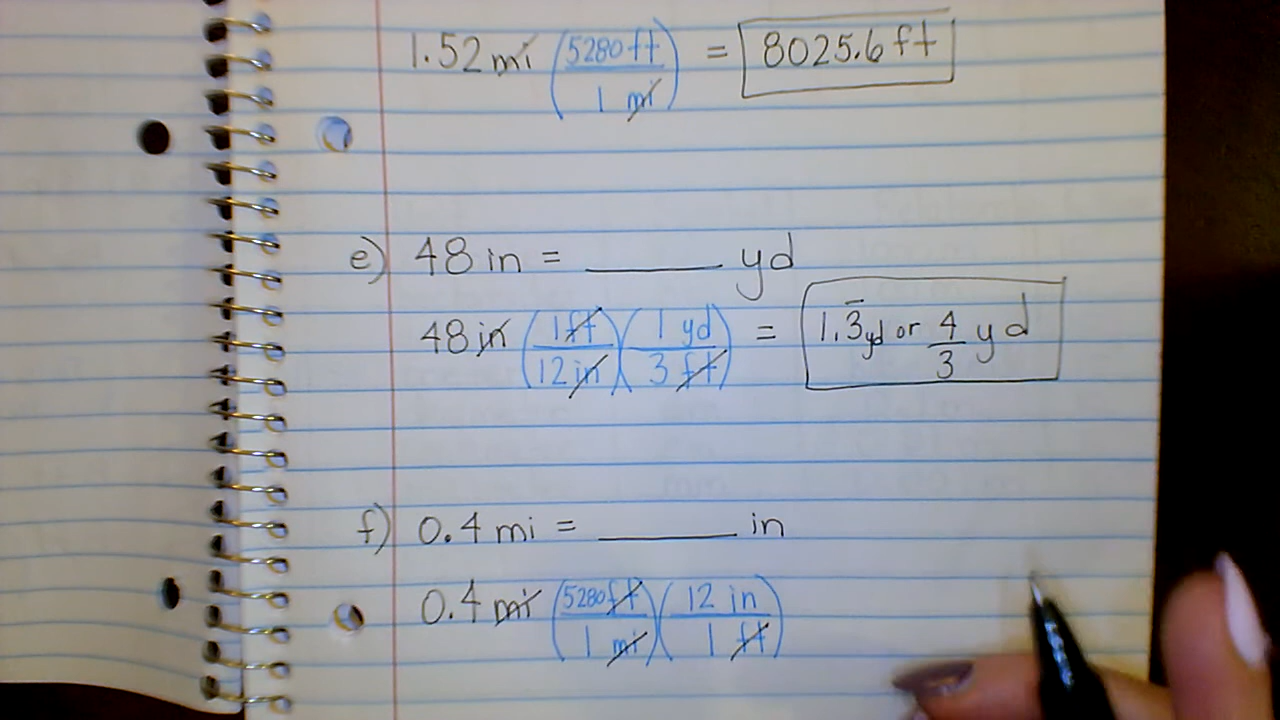 1.52 mi (5280 ft / 1 mi) = 8025.6 ft
e) 48 in = ______ yd
48 in (1 ft / 12 in)(1 yd / 3 ft) = 1.3̅ yd or 4/3 yd
f) 0.4 mi = ______ in
0.4 mi (5280 ft / 1 mi)(12 in / 1 ft)